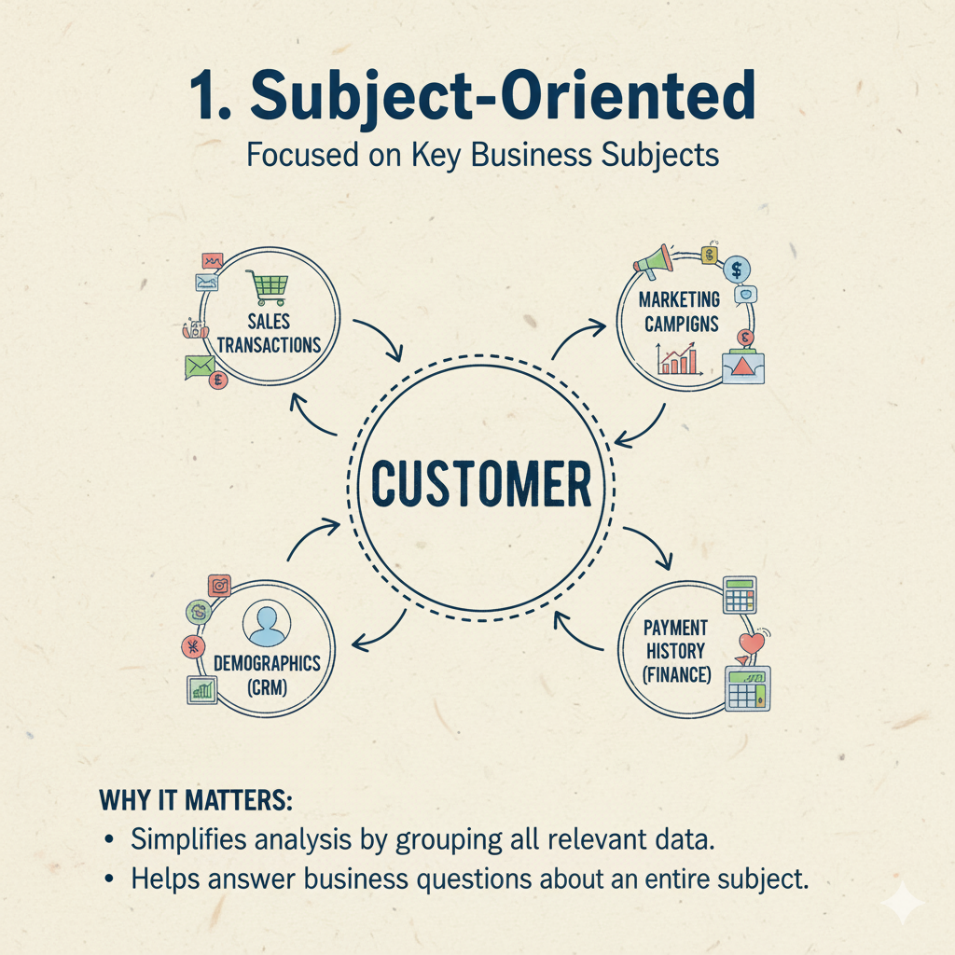 1. Subject-Oriented
Focused on Key Business Subjects
SALES
TRANSACTIONS
MARKETING
CAMPIGNS
CUSTOMER
DEMOGRAPHICS
(CRM)
PAYMENT
HISTORY
(FINANCE)
WHY IT MATTERS:
• Simplifies analysis by grouping all relevant data.
• Helps answer business questions about an entire subject.